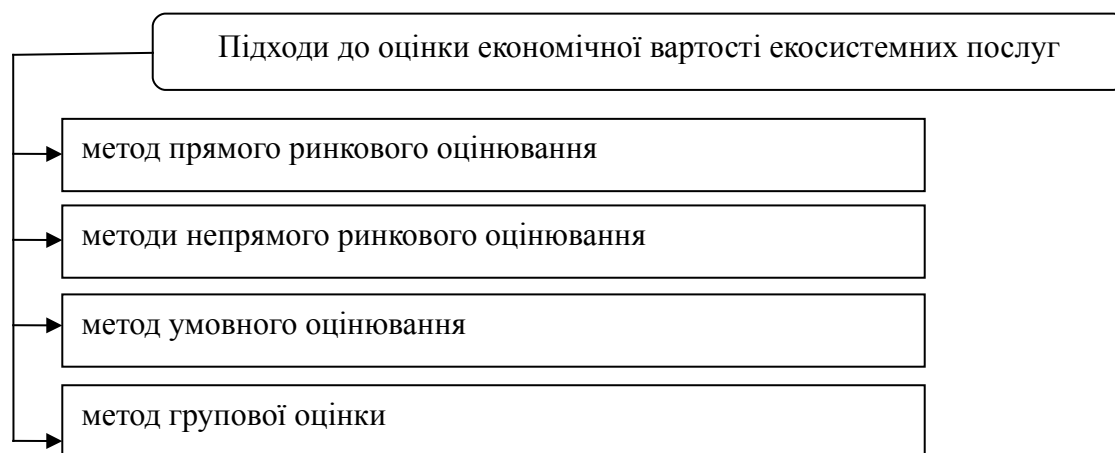 Підходи до оцінки економічної вартості екосистемних послуг
метод прямого ринкового оцінювання
методи непрямого ринкового оцінювання
метод умовного оцінювання
метод групової оцінки